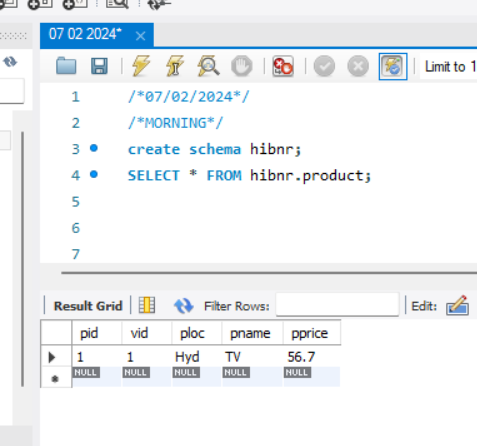 07 02 2024*
Limit to 1
1 /*07/02/2024*/
2 /*MORNING*/
3 create schema hibnr;
4 SELECT * FROM hibnr.product;
5
6
7
Result Grid Filter Rows: Edit:
pid vid ploc pname pprice
1 1 Hyd TV 56.7
NULL NULL NULL NULL NULL